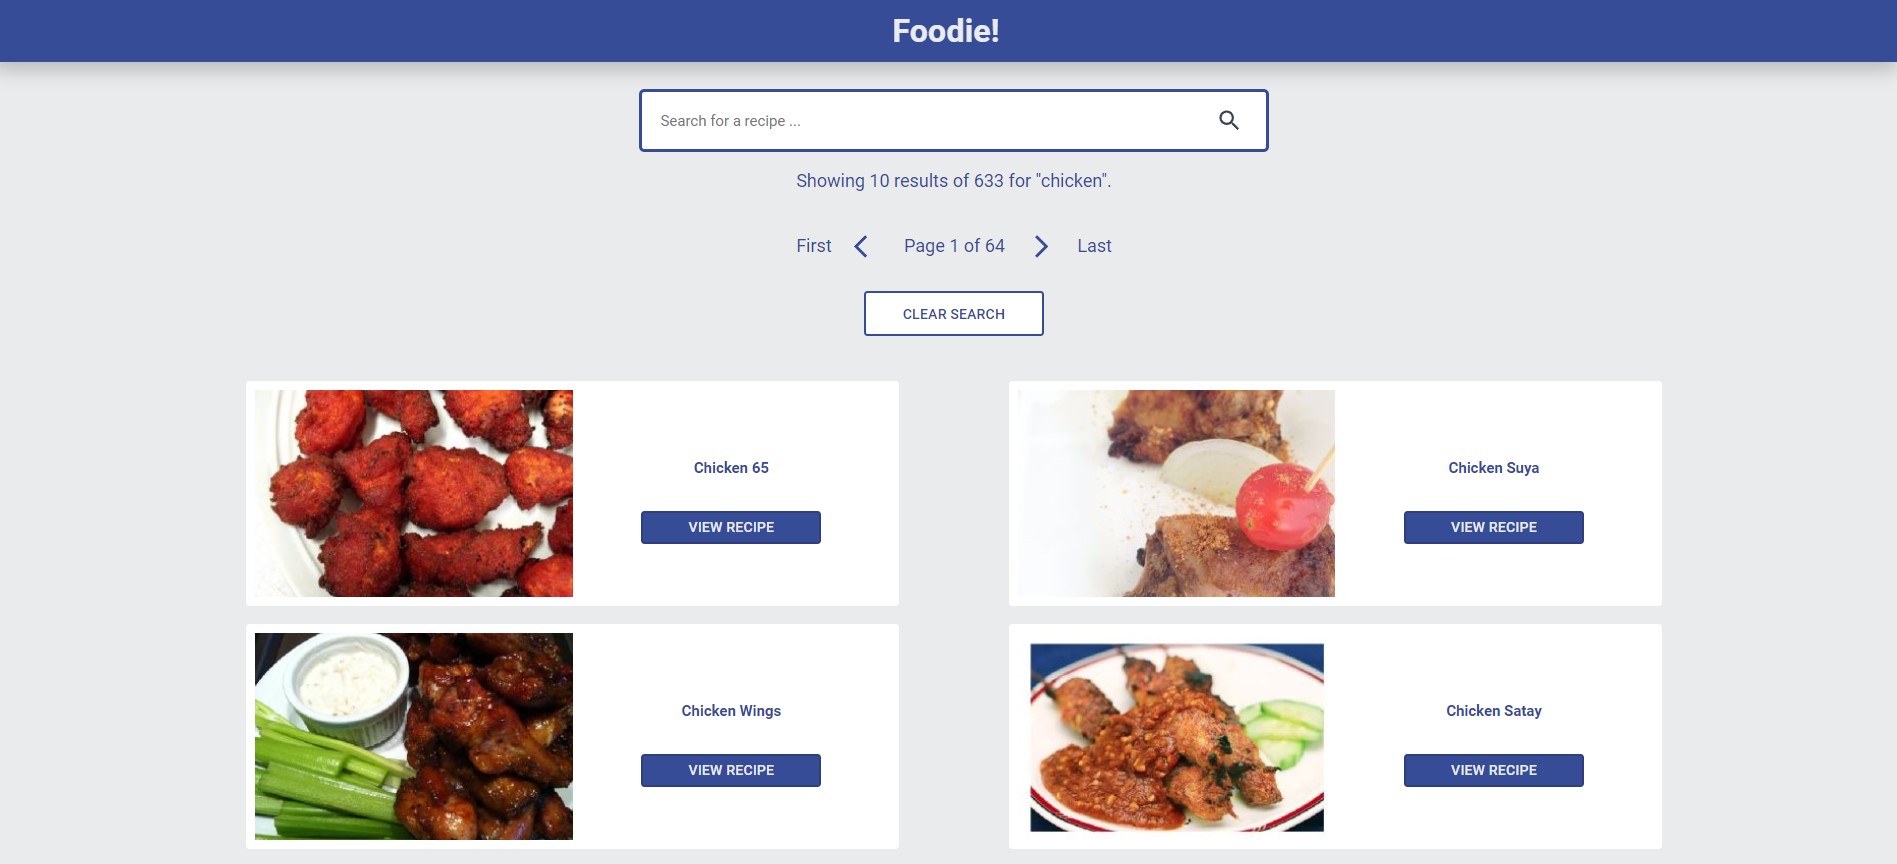 Foodie!
Search for a recipe ...
Showing 10 results of 633 for "chicken".
First Page 1 of 64 Last
CLEAR SEARCH
Chicken 65
VIEW RECIPE
Chicken Suya
VIEW RECIPE
Chicken Wings
VIEW RECIPE
Chicken Satay
VIEW RECIPE